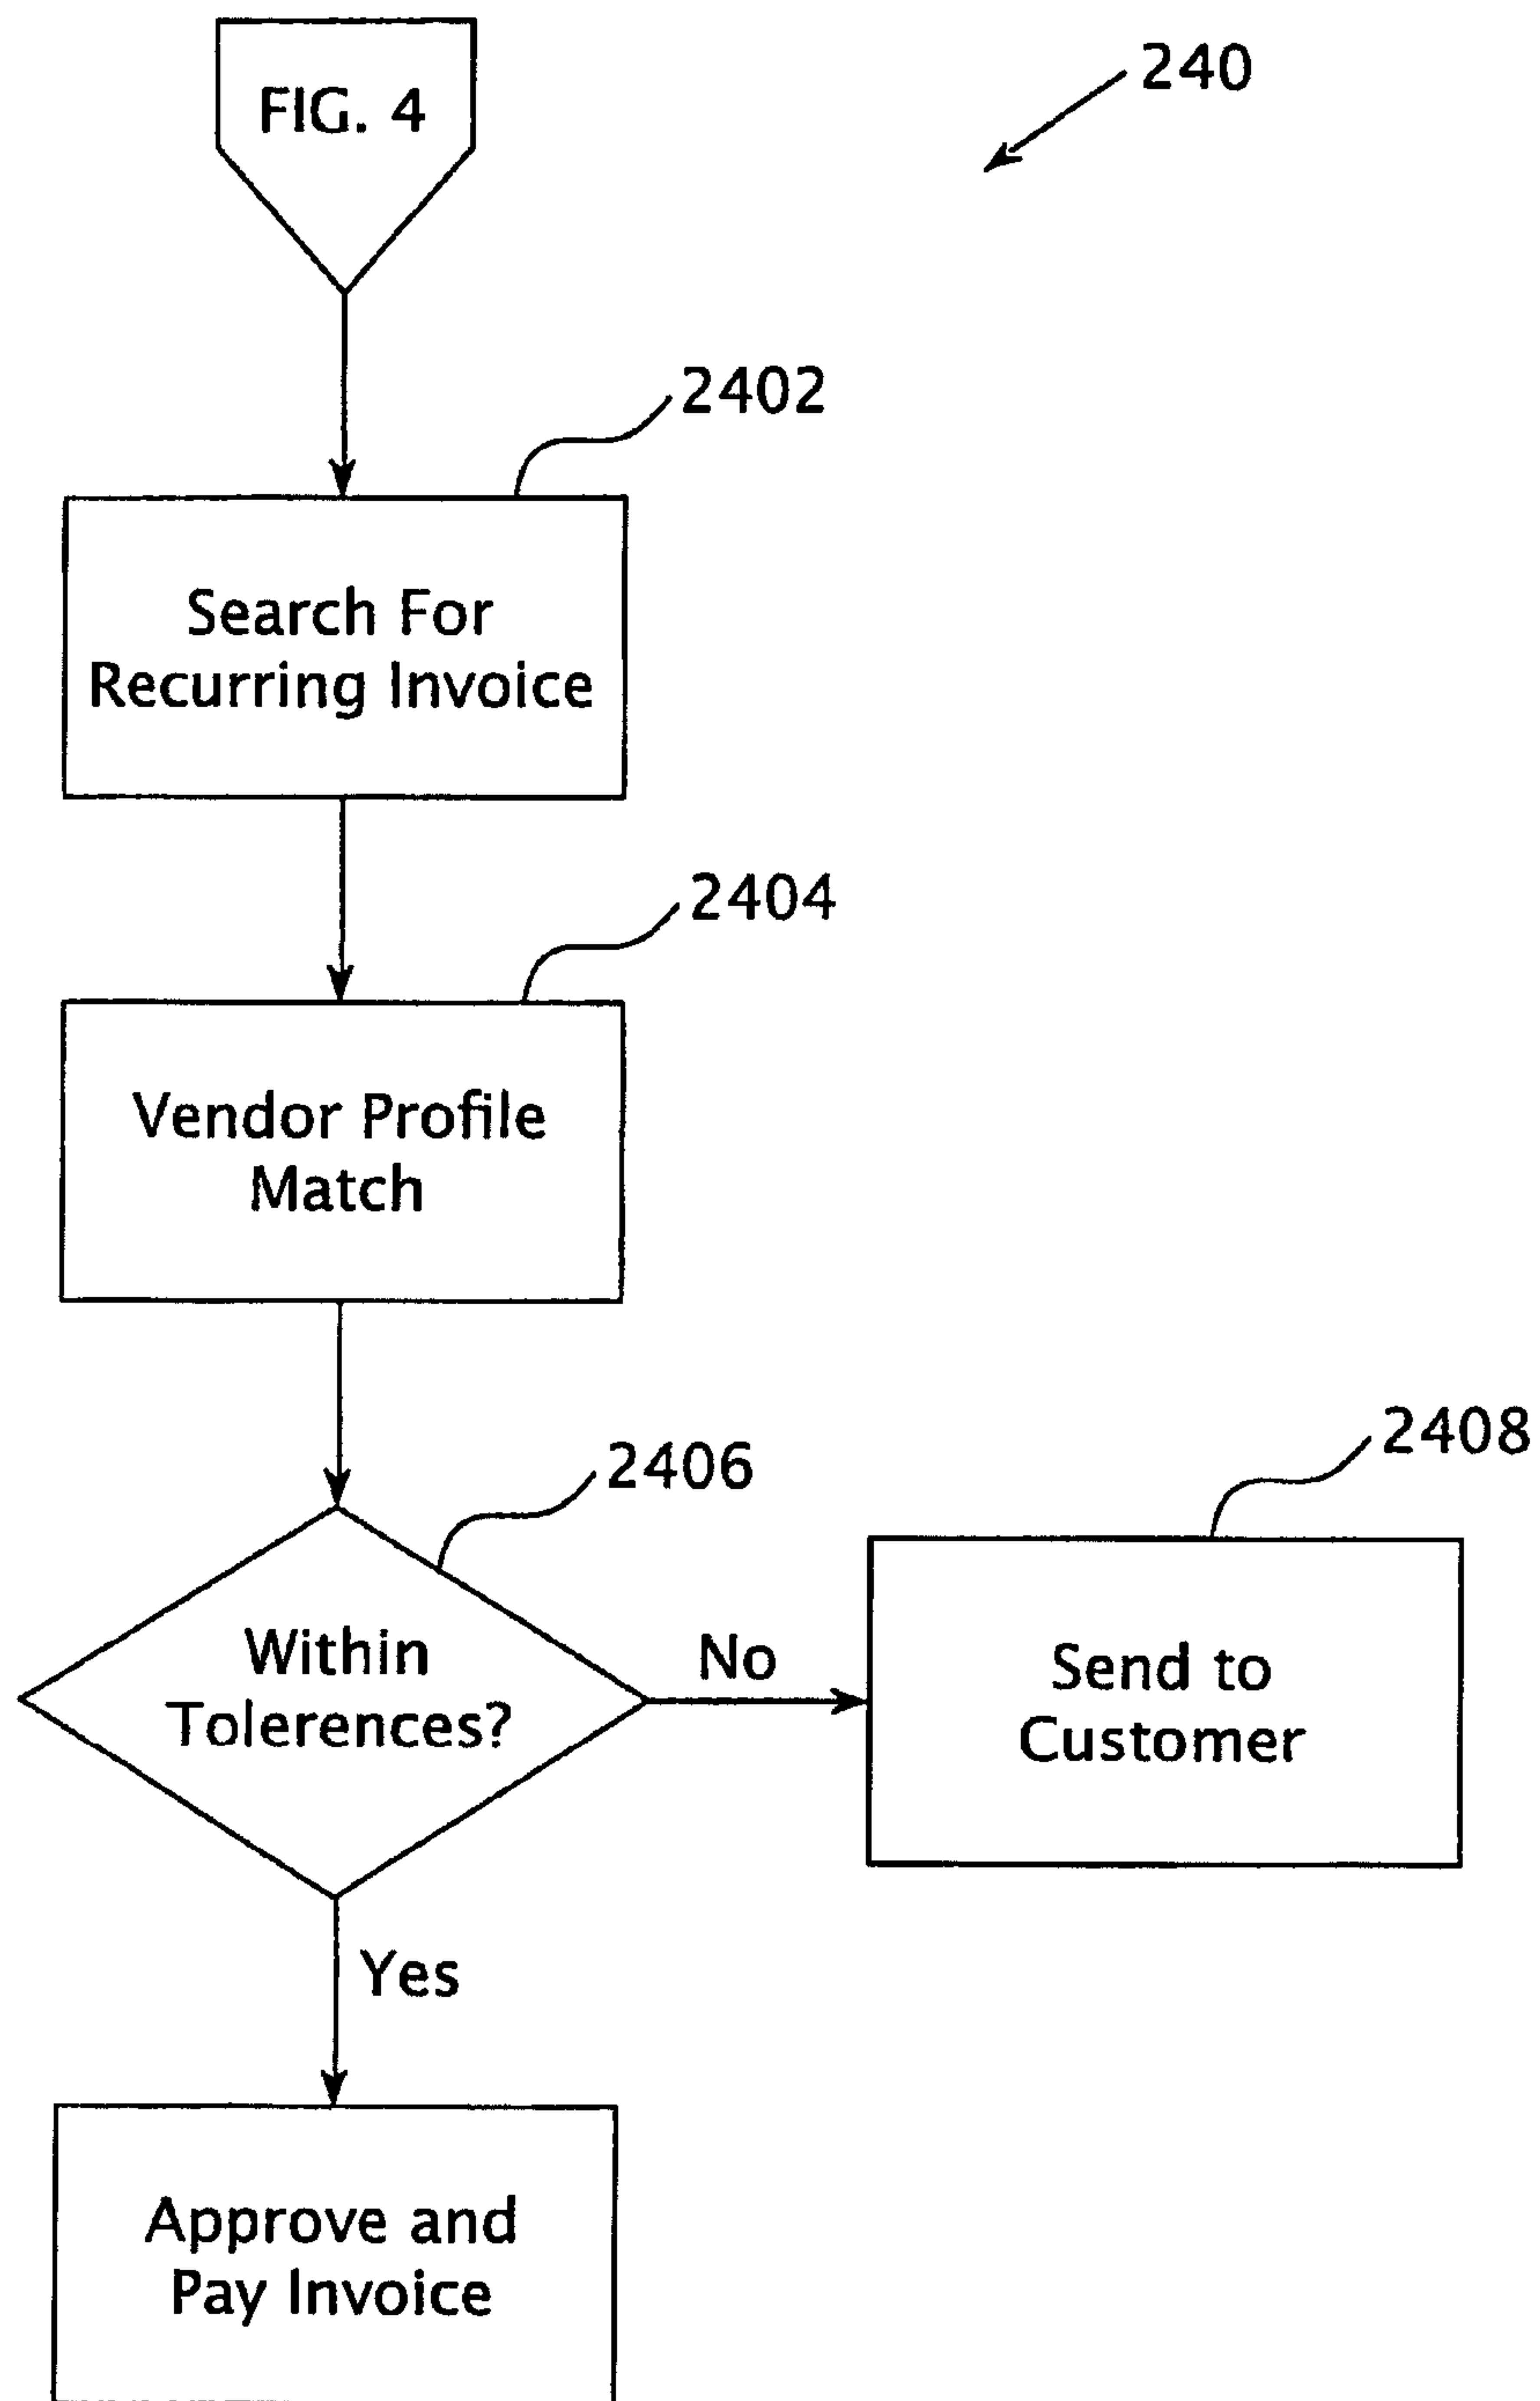 FIG. 4
240
2402
Search For
Recurring Invoice
2404
Vendor Profile
Match
2406
Within
Tolerences?
No
2408
Send to
Customer
Yes
Approve and
Pay Invoice